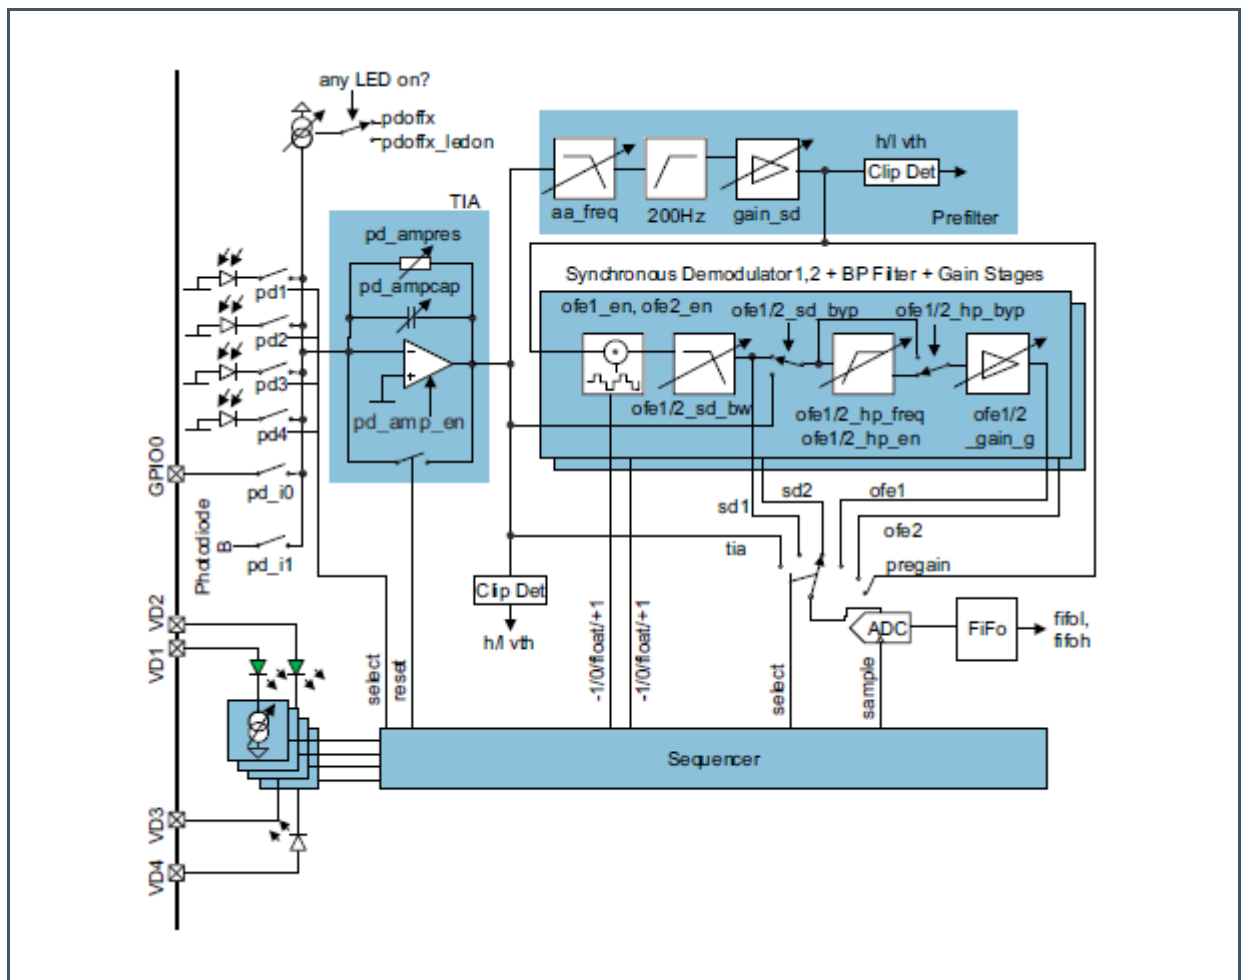 any LED on?
pdoffx
pdoffx_ledon
TIA
pd_ampres
pd_ampcap
pd_amp_en
aa_freq
200Hz
gain_sd
h/l vth
Clip Det
Prefilter
pd1
pd2
pd3
pd4
GPIO0
pd_i0
pd_i1
Photodiode
B
Synchronous Demodulator1,2 + BP Filter + Gain Stages
ofe1_en, ofe2_en
ofe1/2_sd_byp
ofe1/2_hp_byp
ofe1/2_sd_bw
ofe1/2_hp_freq
ofe1/2_hp_en
ofe1/2
_gain_g
sd1
sd2
ofe1
ofe2
tia
pregain
Clip Det
h/l vth
ADC
FiFo
fifol,
fifoh
VD2
VD1
select
reset
-1/0/float/+1
-1/0/float/+1
select
sample
Sequencer
VD3
VD4